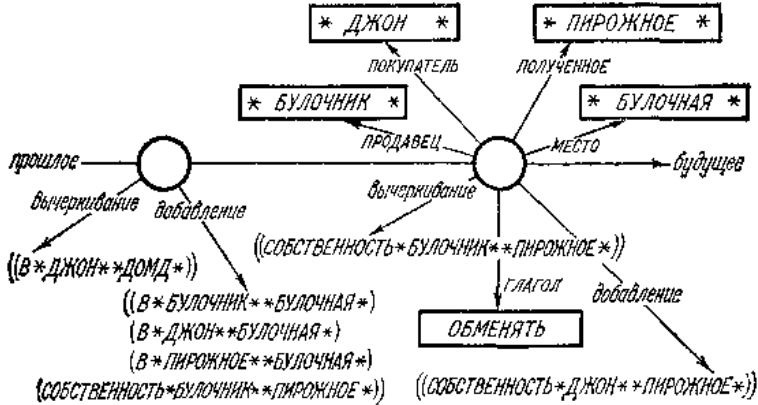 * ДЖОН *
* ПИРОЖНОЕ *
ПОКУПАТЕЛЬ
ПОЛУЧЕННОЕ
* БУЛОЧНИК *
* БУЛОЧНАЯ *
ПРОДАВЕЦ
МЕСТО
прошлое
будущее
вычеркивание
добавление
вычеркивание
((СОБСТВЕННОСТЬ*БУЛОЧНИК**ПИРОЖНОЕ*))
((В*ДЖОН**ДОМД*))
ГЛАГОЛ
добавление
((В*БУЛОЧНИК**БУЛОЧНАЯ*)
(В*ДЖОН**БУЛОЧНАЯ*)
ОБМЕНЯТЬ
(В*ПИРОЖНОЕ**БУЛОЧНАЯ*)
(СОБСТВЕННОСТЬ*БУЛОЧНИК**ПИРОЖНОЕ*))
((СОБСТВЕННОСТЬ*ДЖОН**ПИРОЖНОЕ*))